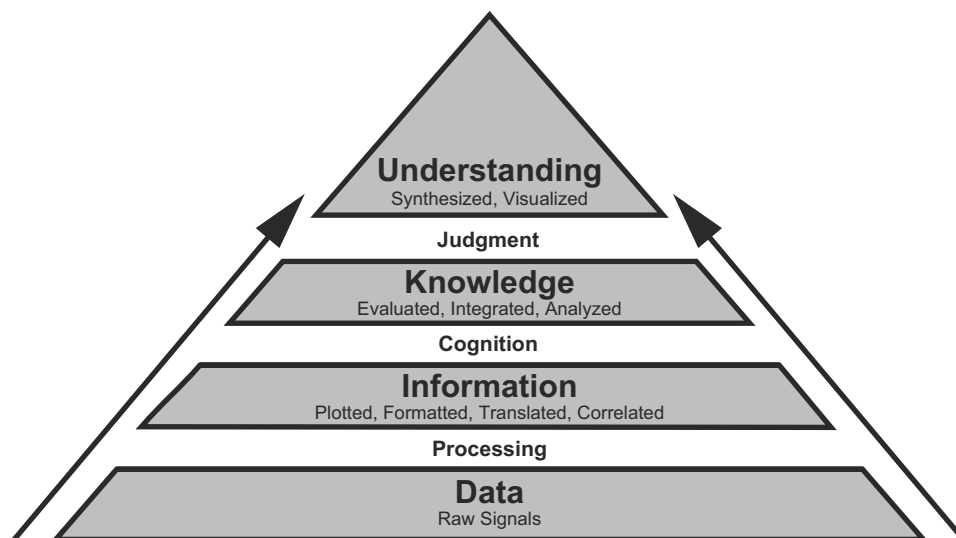 Understanding
Synthesized, Visualized
Judgment
Knowledge
Evaluated, Integrated, Analyzed
Cognition
Information
Plotted, Formatted, Translated, Correlated
Processing
Data
Raw Signals